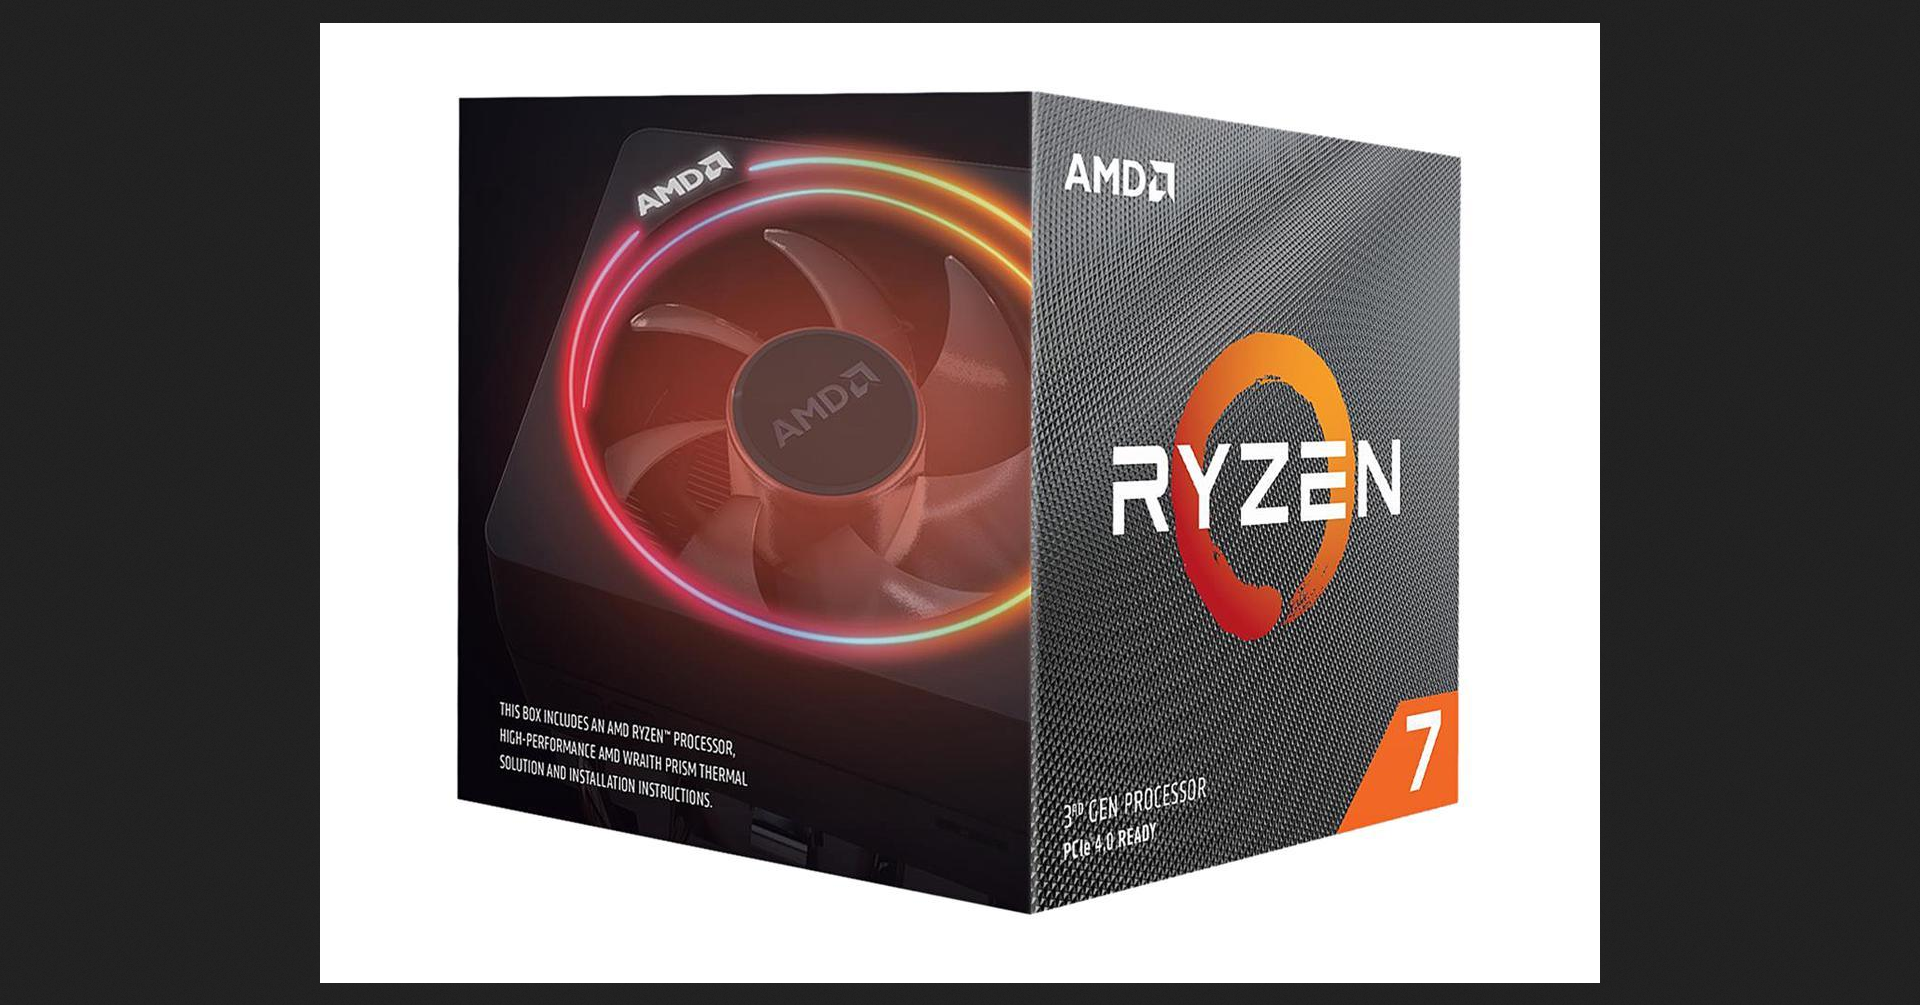 AMD
AMD
THIS BOX INCLUDES AN AMD RYZEN™ PROCESSOR,
HIGH-PERFORMANCE AMD WRAITH PRISM THERMAL
SOLUTION AND INSTALLATION INSTRUCTIONS.
AMD
RYZEN
7
3RD GEN PROCESSOR
PCIe 4.0 READY